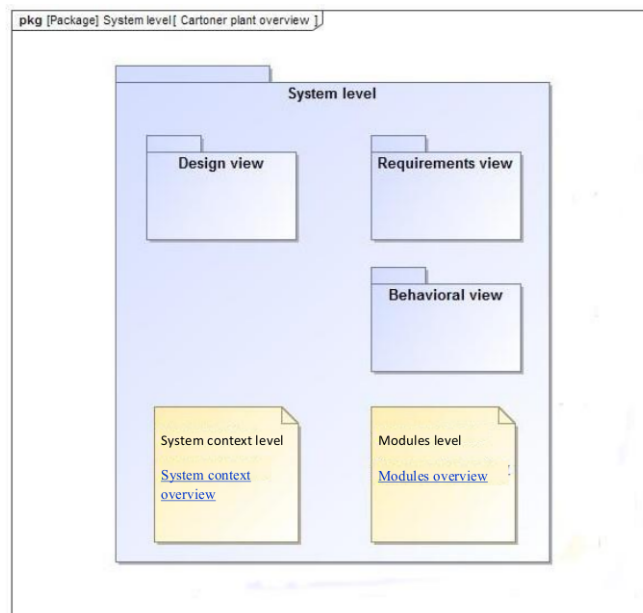 pkg [Package] System level[ Cartoner plant overview ]
System level
Design view
Requirements view
Behavioral view
System context level
System context
overview
Modules level
Modules overview